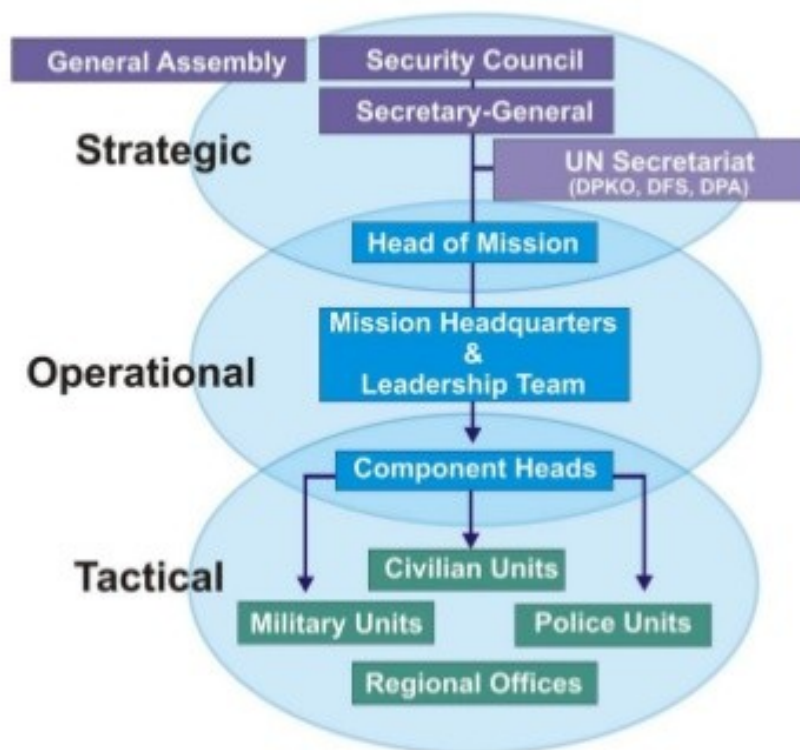 General Assembly
Security Council
Secretary-General
Strategic
UN Secretariat
(DPKO, DFS, DPA)
Head of Mission
Mission Headquarters
&
Leadership Team
Operational
Component Heads
Tactical
Civilian Units
Military Units
Police Units
Regional Offices